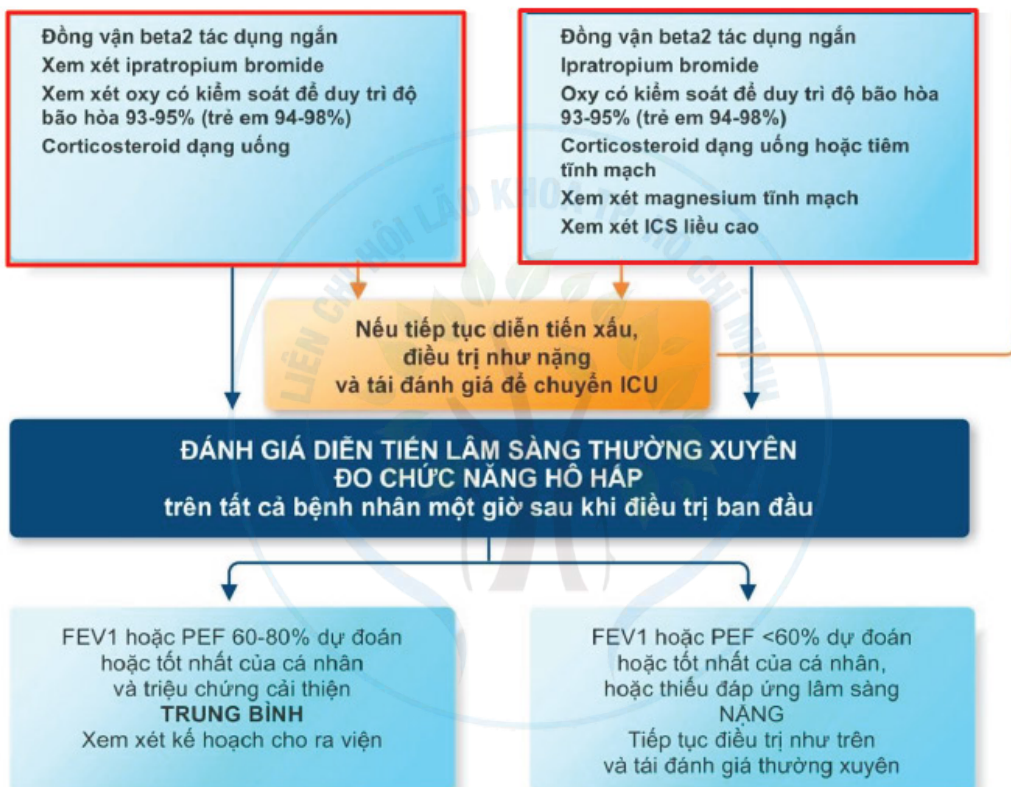 Đồng vận beta2 tác dụng ngắn
Xem xét ipratropium bromide
Xem xét oxy có kiểm soát để duy trì độ
bão hòa 93-95% (trẻ em 94-98%)
Corticosteroid dạng uống
Đồng vận beta2 tác dụng ngắn
Ipratropium bromide
Oxy có kiểm soát để duy trì độ bão hòa
93-95% (trẻ em 94-98%)
Corticosteroid dạng uống hoặc tiêm
tĩnh mạch
Xem xét magnesium tĩnh mạch
Xem xét ICS liều cao
Nếu tiếp tục diễn tiến xấu,
điều trị như nặng
và tái đánh giá để chuyển ICU
ĐÁNH GIÁ DIỄN TIẾN LÂM SÀNG THƯỜNG XUYÊN
ĐO CHỨC NĂNG HÔ HẤP
trên tất cả bệnh nhân một giờ sau khi điều trị ban đầu
FEV1 hoặc PEF 60-80% dự đoán
hoặc tốt nhất của cá nhân
và triệu chứng cải thiện
TRUNG BÌNH
Xem xét kế hoạch cho ra viện
FEV1 hoặc PEF <60% dự đoán
hoặc tốt nhất của cá nhân,
hoặc thiếu đáp ứng lâm sàng
NẶNG
Tiếp tục điều trị như trên
và tái đánh giá thường xuyên
LIÊN CHI HỘI LÃO KHOA TP HỒ CHÍ MINH